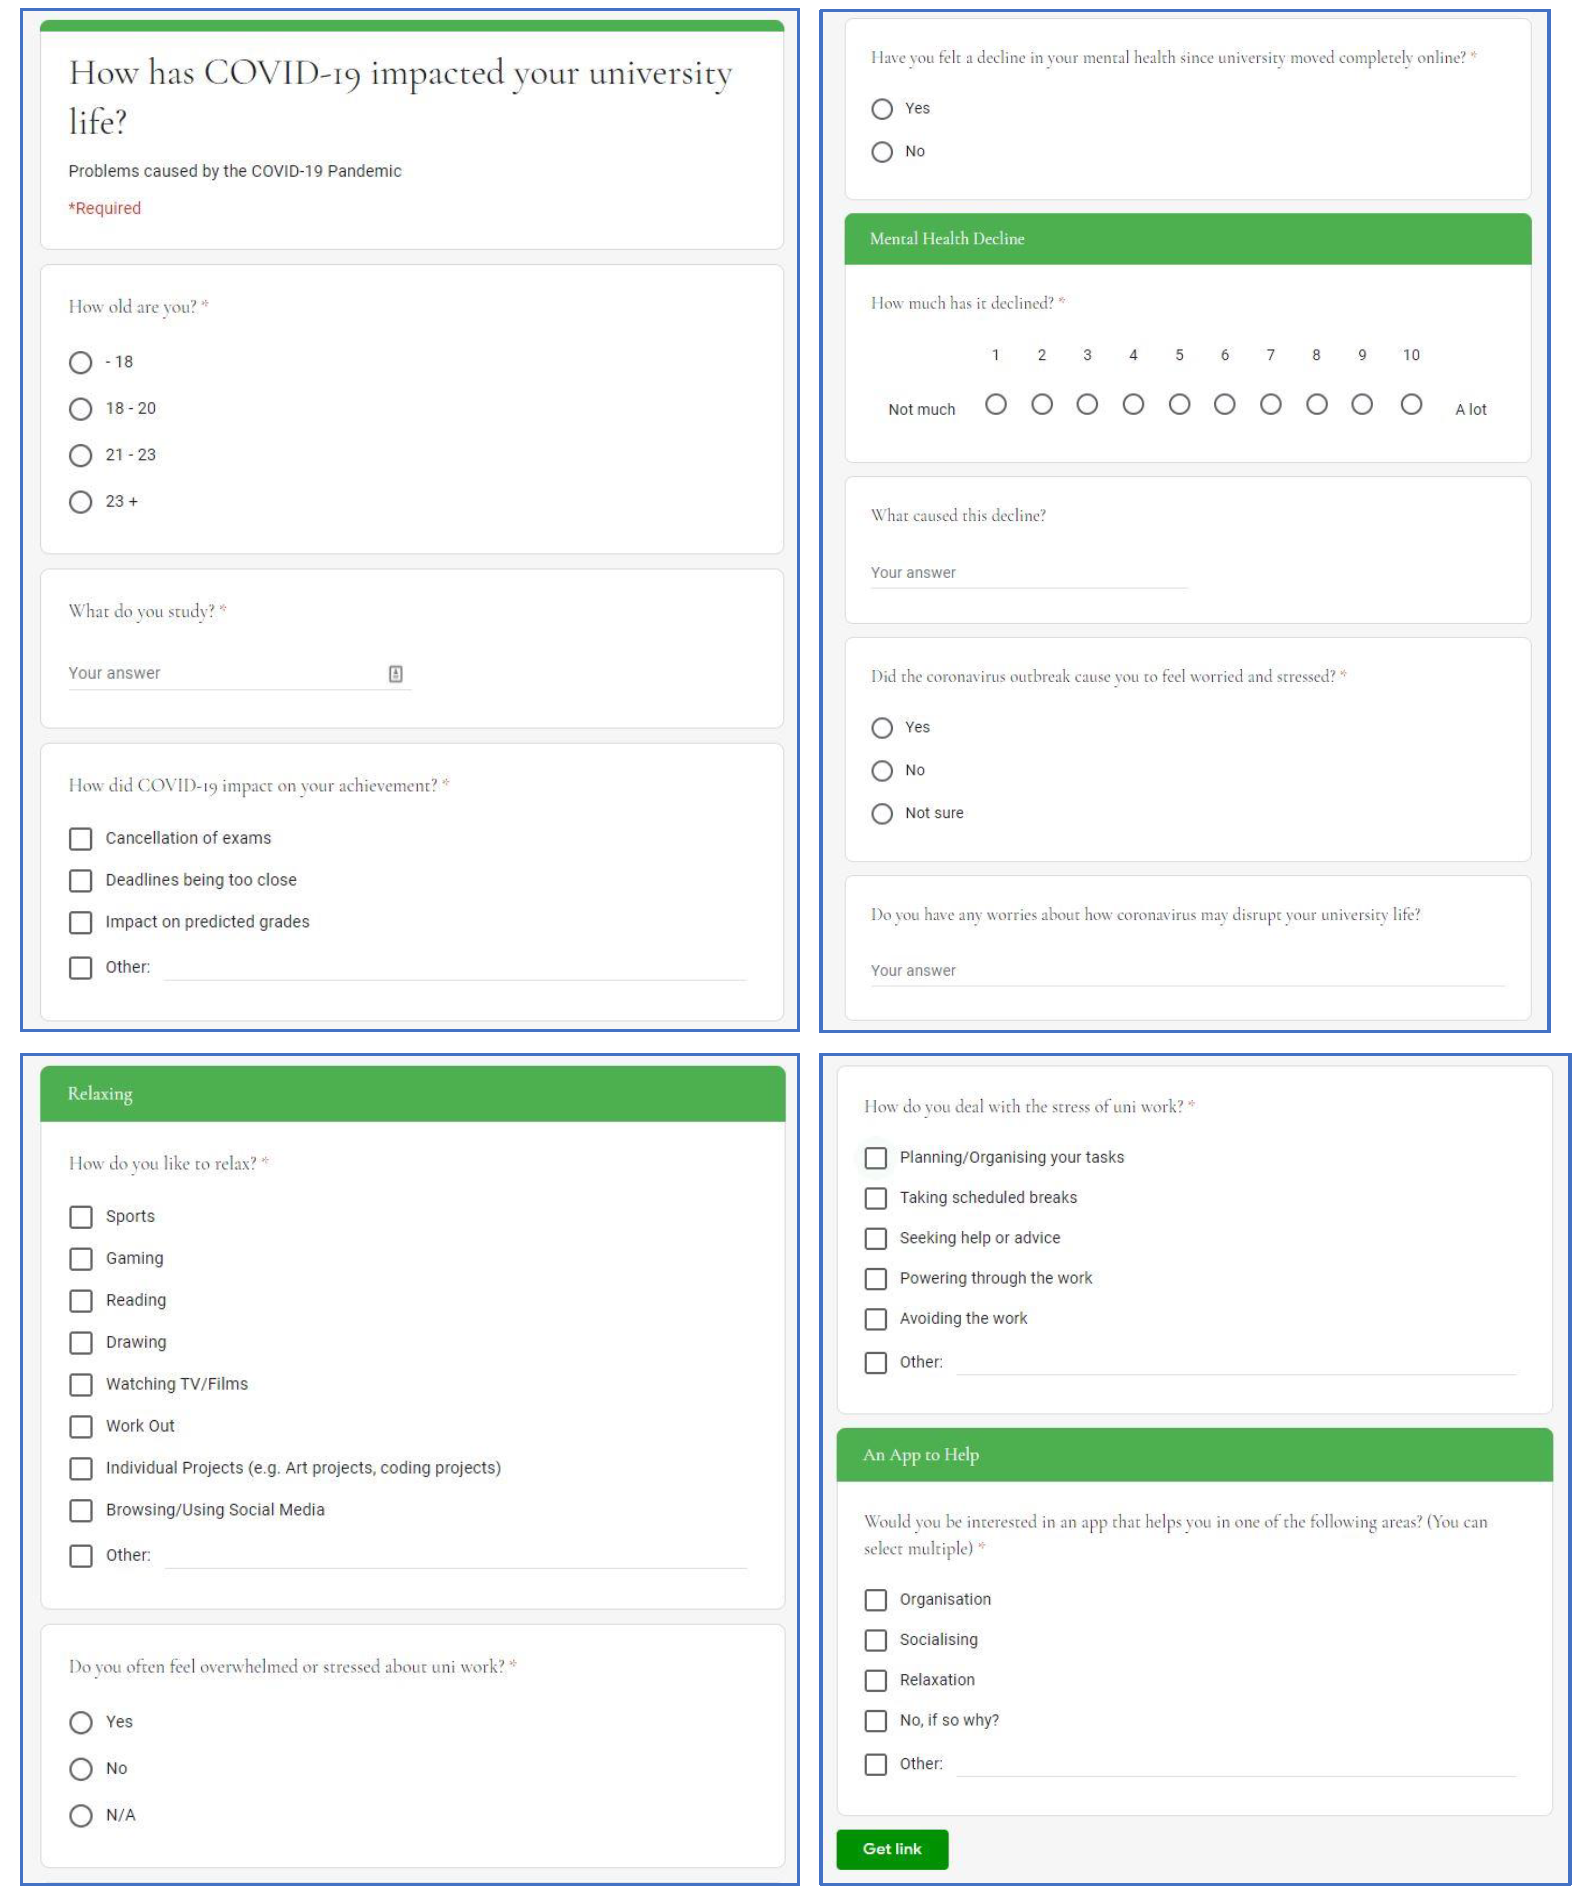 How has COVID-19 impacted your university
life?
Problems caused by the COVID-19 Pandemic
*Required
How old are you? *
- 18
18 - 20
21 - 23
23 +
What do you study? *
Your answer
How did COVID-19 impact on your achievement? *
Cancellation of exams
Deadlines being too close
Impact on predicted grades
Other:
Have you felt a decline in your mental health since university moved completely online? *
Yes
No
Mental Health Decline
How much has it declined? *
1 2 3 4 5 6 7 8 9 10
Not much A lot
What caused this decline?
Your answer
Did the coronavirus outbreak cause you to feel worried and stressed? *
Yes
No
Not sure
Do you have any worries about how coronavirus may disrupt your university life?
Your answer
Relaxing
How do you like to relax? *
Sports
Gaming
Reading
Drawing
Watching TV/Films
Work Out
Individual Projects (e.g. Art projects, coding projects)
Browsing/Using Social Media
Other:
Do you often feel overwhelmed or stressed about uni work? *
Yes
No
N/A
How do you deal with the stress of uni work? *
Planning/Organising your tasks
Taking scheduled breaks
Seeking help or advice
Powering through the work
Avoiding the work
Other:
An App to Help
Would you be interested in an app that helps you in one of the following areas? (You can
select multiple) *
Organisation
Socialising
Relaxation
No, if so why?
Other:
Get link